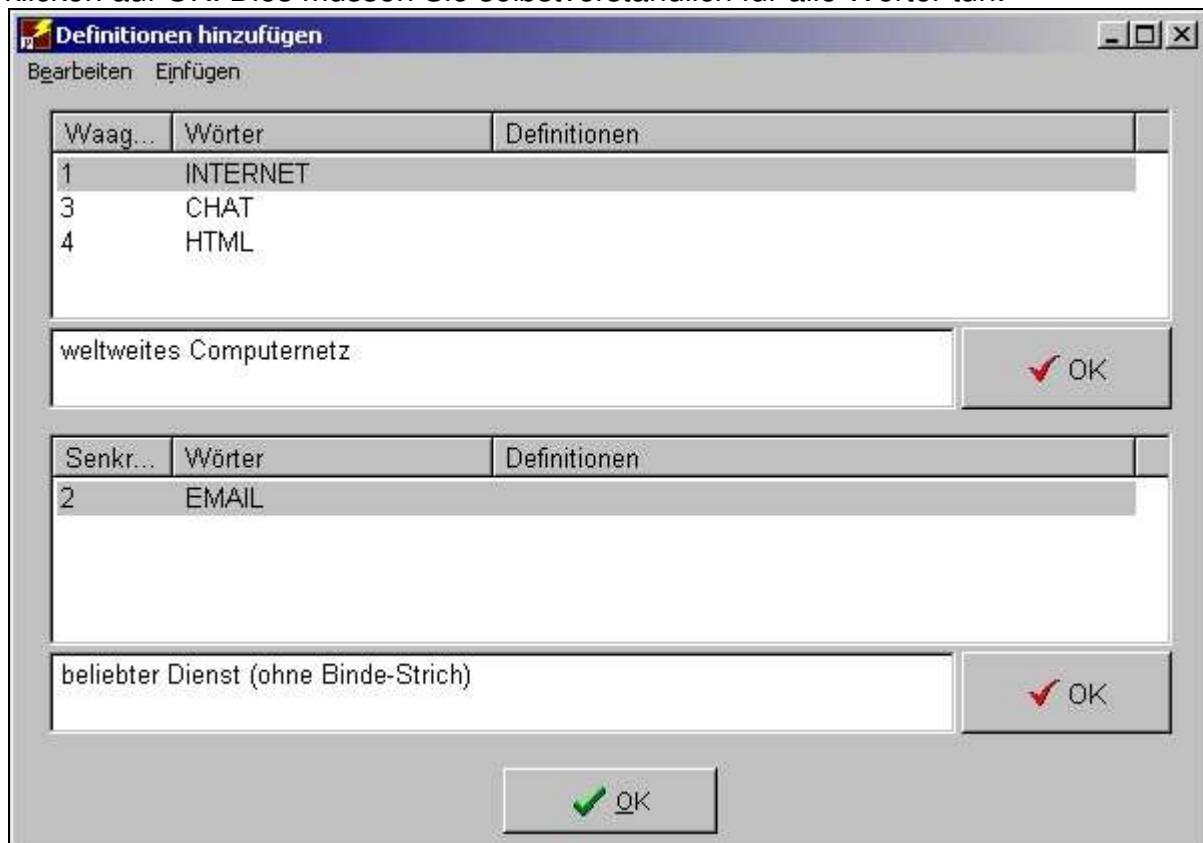 klicken auf OK. Dies müssen Sie selbstverständlich für alle Wörter tun.
Definitionen hinzufügen
Bearbeiten Einfügen
Waag... Wörter Definitionen
1 INTERNET
3 CHAT
4 HTML
weltweites Computernetz
OK
Senkr... Wörter Definitionen
2 EMAIL
beliebter Dienst (ohne Binde-Strich)
OK
OK